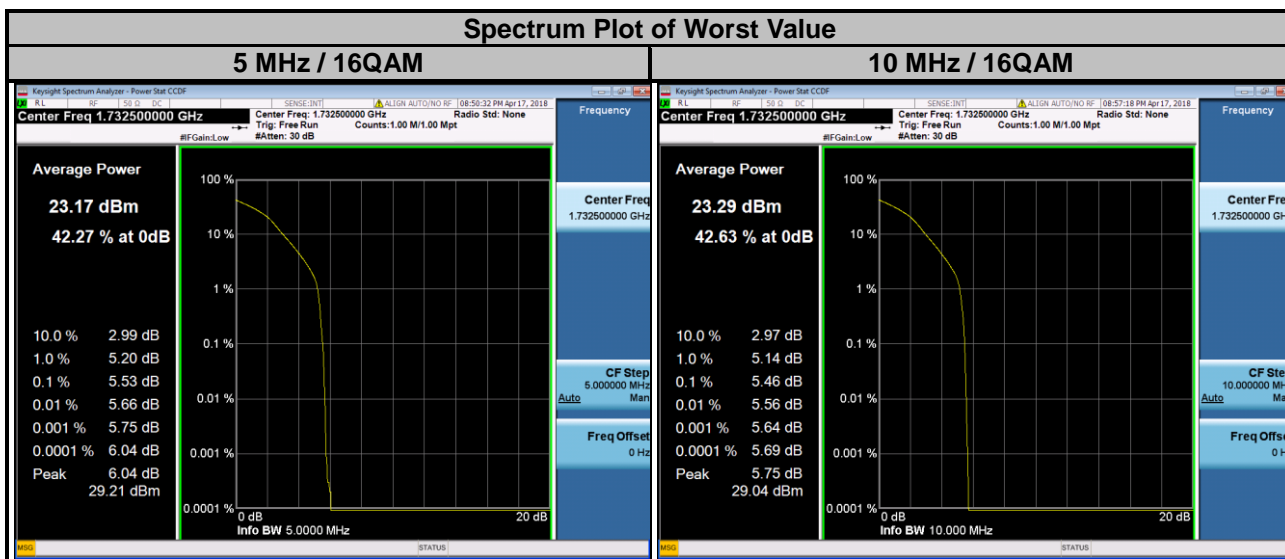 Spectrum Plot of Worst Value
5 MHz / 16QAM
10 MHz / 16QAM
Keysight Spectrum Analyzer - Power Stat CCDF
RL RF 50 Ω DC SENSE:INT ALIGN AUTO/NO RF 08:50:32 PM Apr 17, 2018
Center Freq 1.732500000 GHz
Center Freq: 1.732500000 GHz Radio Std: None
Trig: Free Run Counts:1.00 M/1.00 Mpt
#IFGain:Low #Atten: 30 dB
Frequency
Average Power
23.17 dBm
42.27 % at 0dB
10.0 % 2.99 dB
1.0 % 5.20 dB
0.1 % 5.53 dB
0.01 % 5.66 dB
0.001 % 5.75 dB
0.0001 % 6.04 dB
Peak 6.04 dB
29.21 dBm
100 %
10 %
1 %
0.1 %
0.01 %
0.001 %
0.0001 %
0 dB 20 dB
Info BW 5.0000 MHz
Center Freq
1.732500000 GHz
CF Step
5.000000 MHz
Auto Man
Freq Offset
0 Hz
MSG STATUS
Keysight Spectrum Analyzer - Power Stat CCDF
RL RF 50 Ω DC SENSE:INT ALIGN AUTO/NO RF 08:57:18 PM Apr 17, 2018
Center Freq 1.732500000 GHz
Center Freq: 1.732500000 GHz Radio Std: None
Trig: Free Run Counts:1.00 M/1.00 Mpt
#IFGain:Low #Atten: 30 dB
Frequency
Average Power
23.29 dBm
42.63 % at 0dB
10.0 % 2.97 dB
1.0 % 5.14 dB
0.1 % 5.46 dB
0.01 % 5.56 dB
0.001 % 5.64 dB
0.0001 % 5.69 dB
Peak 5.75 dB
29.04 dBm
100 %
10 %
1 %
0.1 %
0.01 %
0.001 %
0.0001 %
0 dB 20 dB
Info BW 10.000 MHz
Center Fre
1.732500000 GH
CF Ste
10.000000 MH
Auto Ma
Freq Offse
0 H
MSG STATUS